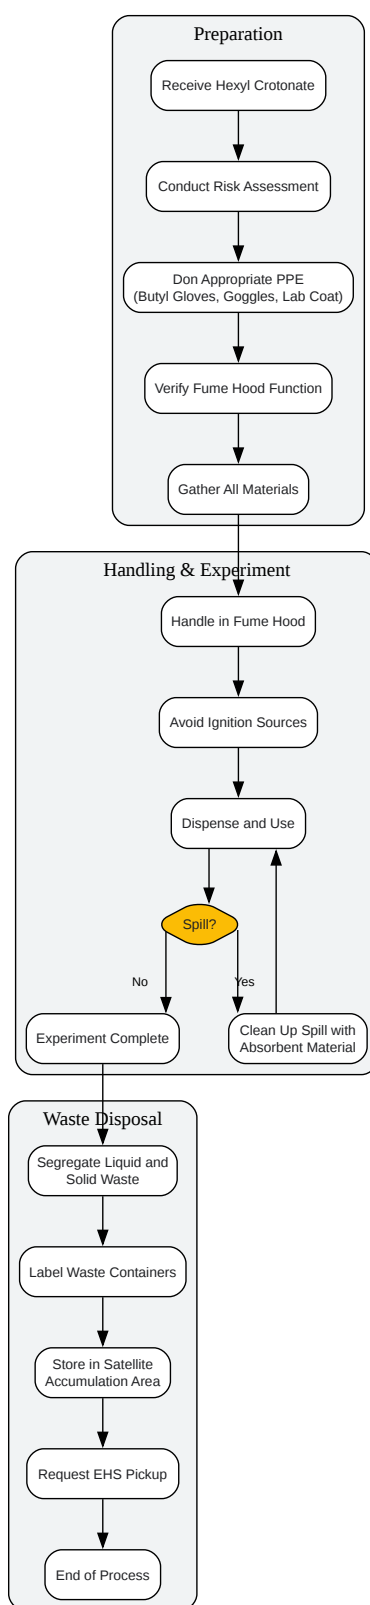 Preparation
Receive Hexyl Crotonate
Conduct Risk Assessment
Don Appropriate PPE
(Butyl Gloves, Goggles, Lab Coat)
Verify Fume Hood Function
Gather All Materials
Handling & Experiment
Handle in Fume Hood
Avoid Ignition Sources
Dispense and Use
Spill?
No
Yes
Experiment Complete
Clean Up Spill with
Absorbent Material
Waste Disposal
Segregate Liquid and
Solid Waste
Label Waste Containers
Store in Satellite
Accumulation Area
Request EHS Pickup
End of Process